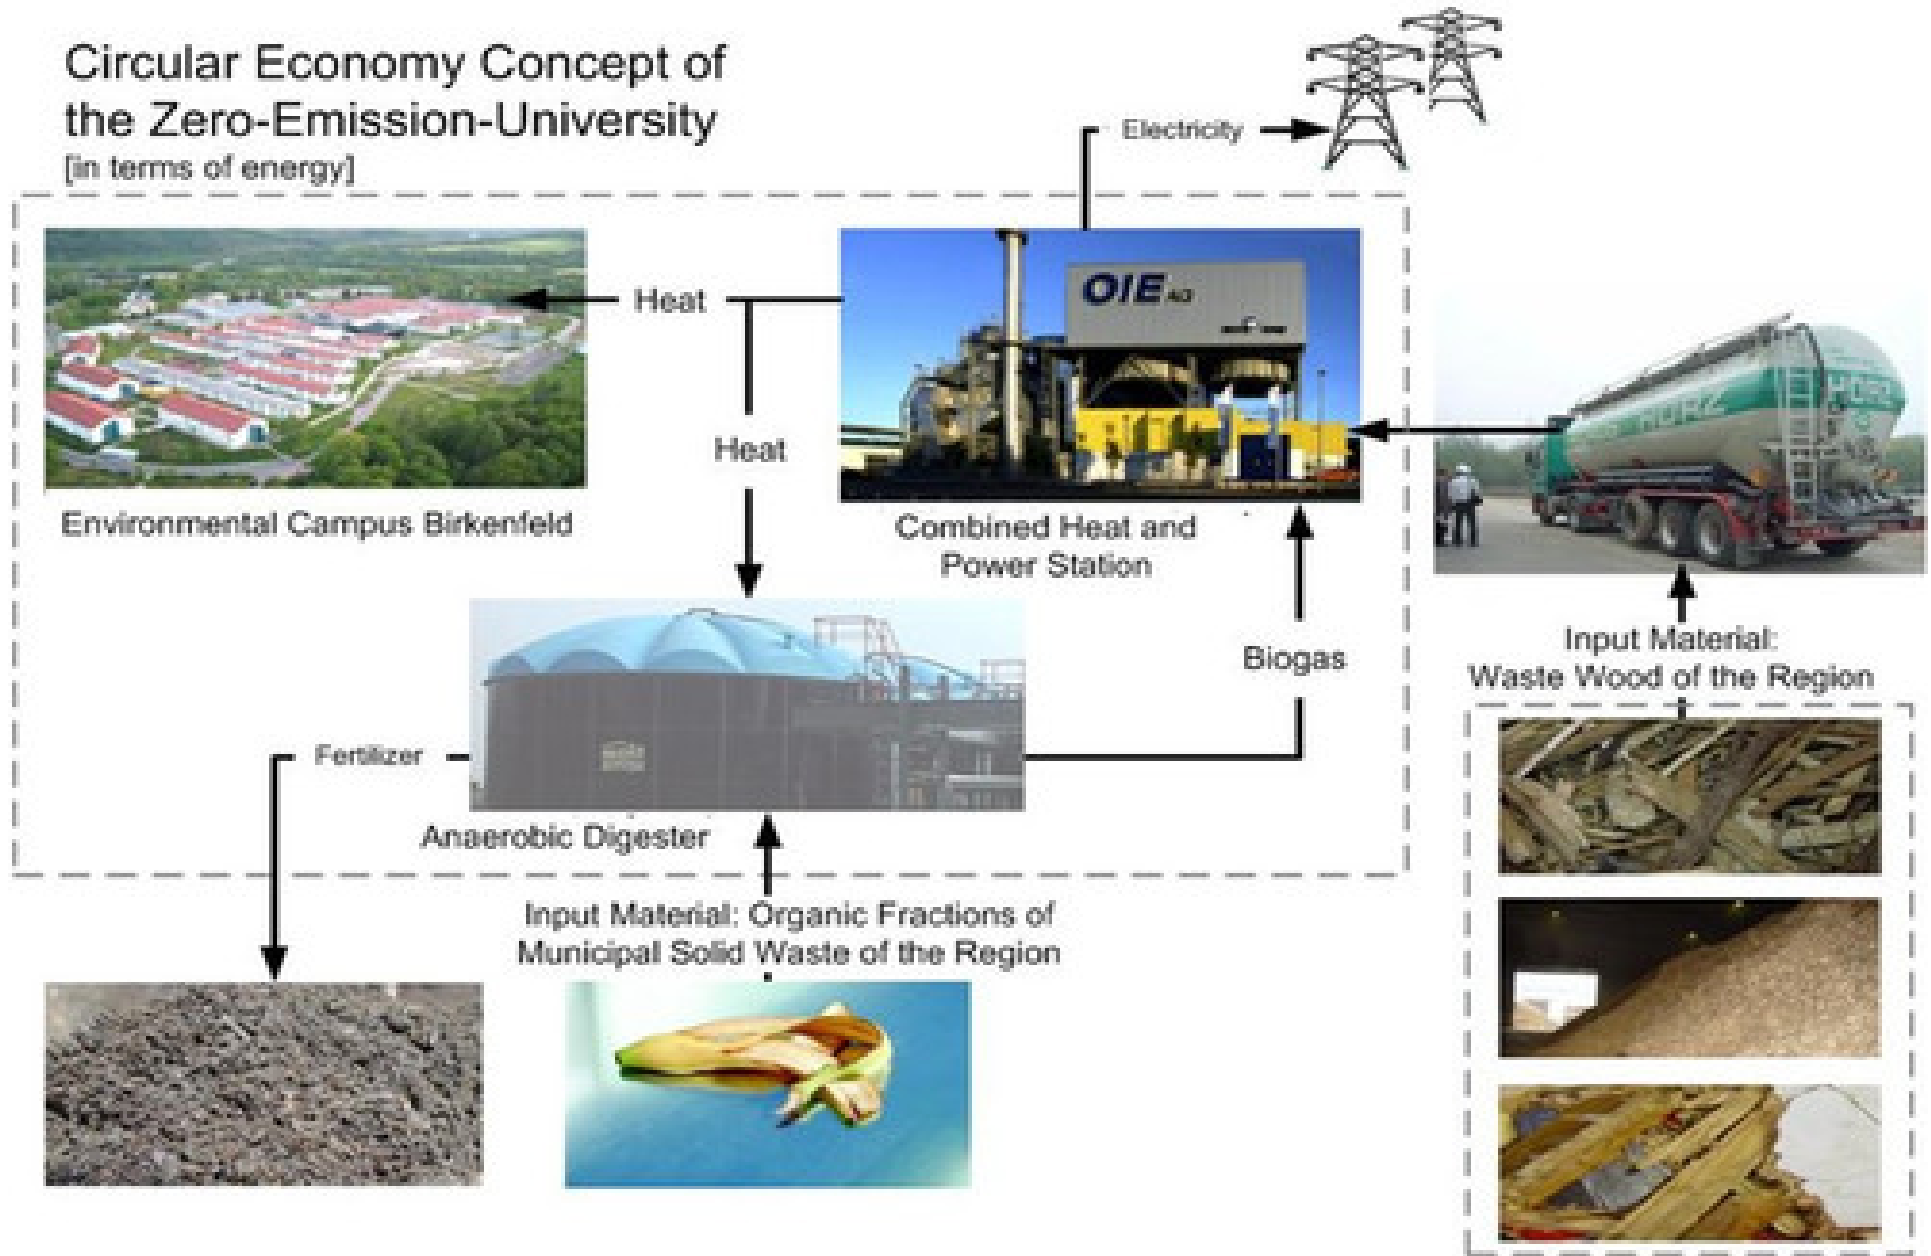 Circular Economy Concept of
the Zero-Emission-University
[in terms of energy]
Electricity
Heat
OIE AG
HORZ
Heat
Environmental Campus Birkenfeld
Combined Heat and
Power Station
Biogas
Input Material:
Waste Wood of the Region
Fertilizer
Anaerobic Digester
Input Material: Organic Fractions of
Municipal Solid Waste of the Region